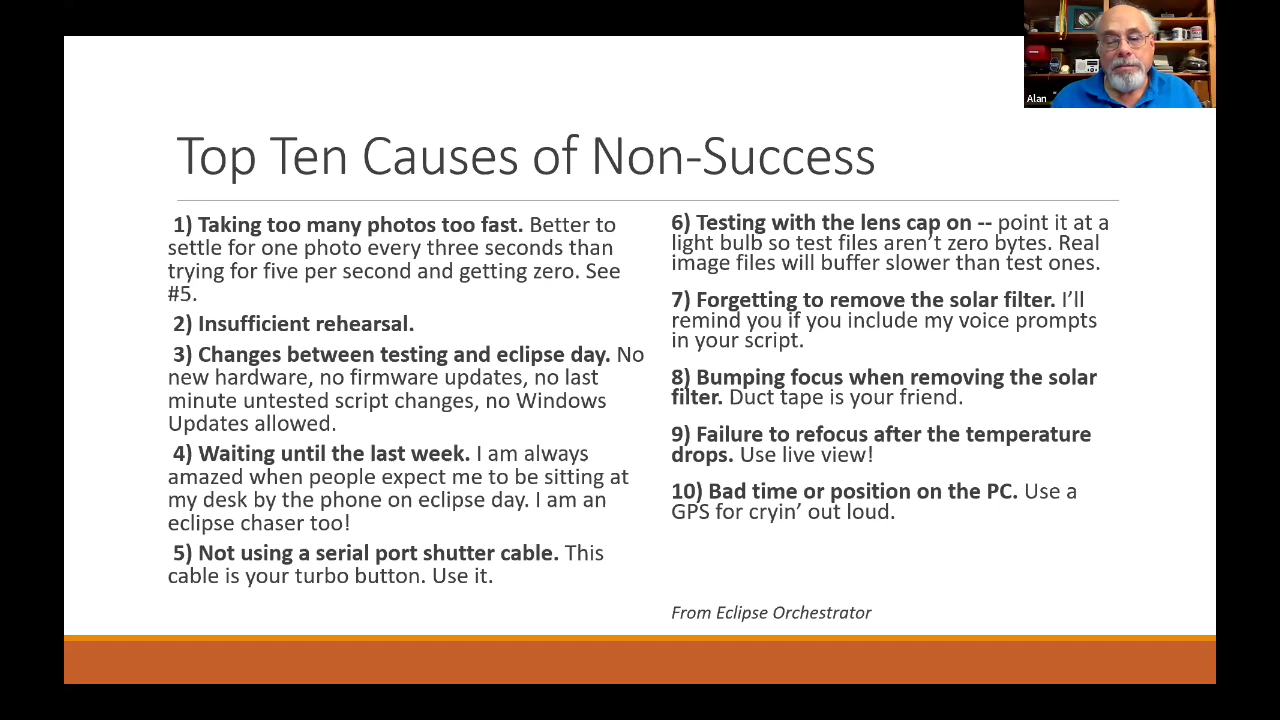 Alan
Top Ten Causes of Non-Success
1) Taking too many photos too fast. Better to
settle for one photo every three seconds than
trying for five per second and getting zero. See
#5.
2) Insufficient rehearsal.
3) Changes between testing and eclipse day. No
new hardware, no firmware updates, no last
minute untested script changes, no Windows
Updates allowed.
4) Waiting until the last week. I am always
amazed when people expect me to be sitting at
my desk by the phone on eclipse day. I am an
eclipse chaser too!
5) Not using a serial port shutter cable. This
cable is your turbo button. Use it.
6) Testing with the lens cap on -- point it at a
light bulb so test files aren’t zero bytes. Real
image files will buffer slower than test ones.
7) Forgetting to remove the solar filter. I’ll
remind you if you include my voice prompts
in your script.
8) Bumping focus when removing the solar
filter. Duct tape is your friend.
9) Failure to refocus after the temperature
drops. Use live view!
10) Bad time or position on the PC. Use a
GPS for cryin’ out loud.
From Eclipse Orchestrator